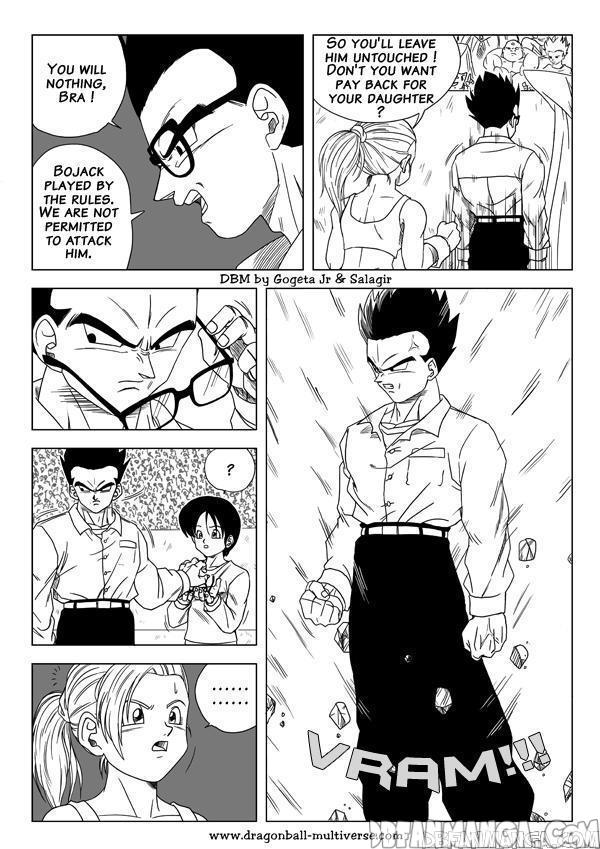 YOU WILL
NOTHING,
BRA !
BOJACK
PLAYED BY
THE RULES.
WE ARE NOT
PERMITTED
TO ATTACK
HIM.
SO YOU'LL LEAVE
HIM UNTOUCHED !
DON'T YOU WANT
PAY BACK FOR
YOUR DAUGHTER
?
DBM by Gogeta Jr & Salagir
?
......
......
VRAM!!!
www.dragonball-multiverse.com